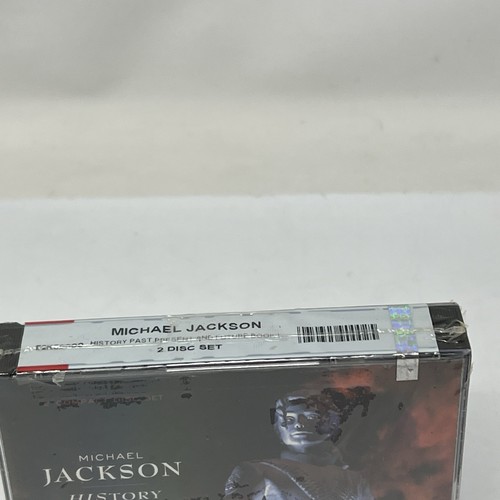 MICHAEL JACKSON
HISTORY PAST PRESENT AND FUTURE BOOK
2 DISC SET
MICHAEL
JACKSON
HISTORY